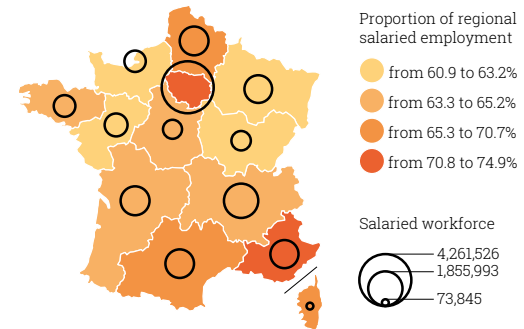 Proportion of regional
salaried employment
from 60.9 to 63.2%
from 63.3 to 65.2%
from 65.3 to 70.7%
from 70.8 to 74.9%
Salaried workforce
4,261,526
1,855,993
73,845